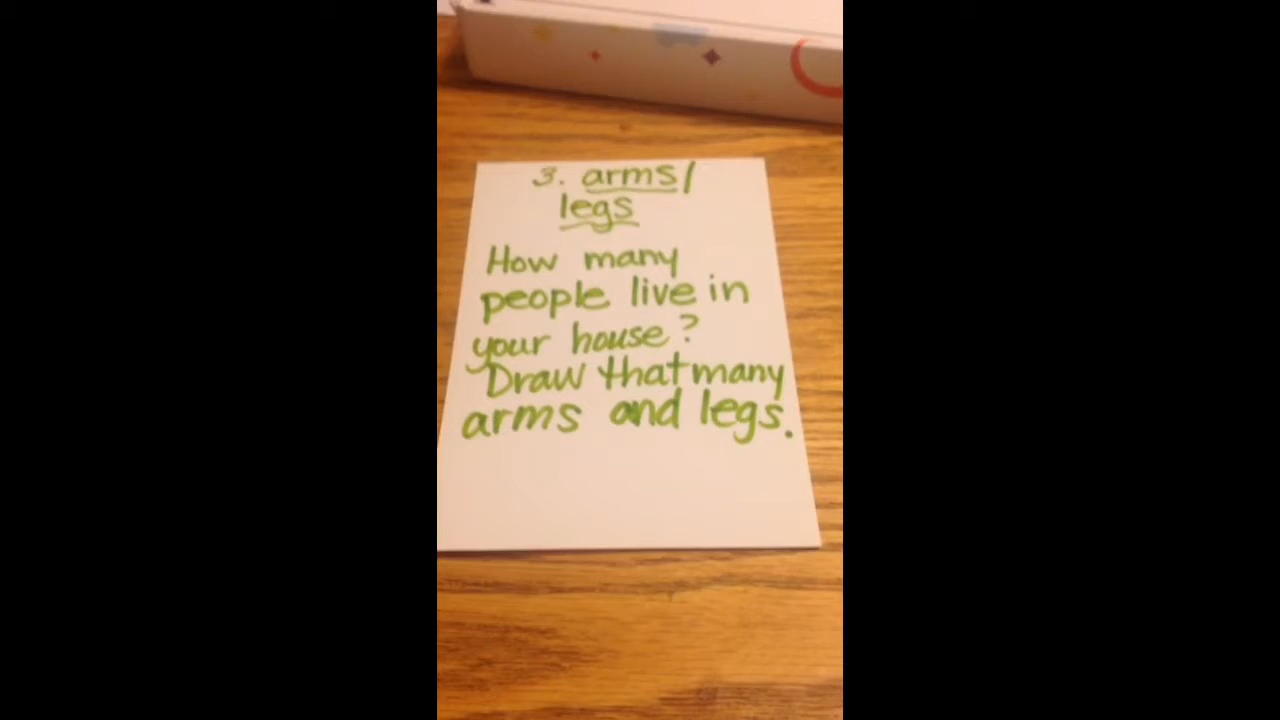 3. arms/
legs
How many
people live in
your house?
Draw that many
arms and legs.